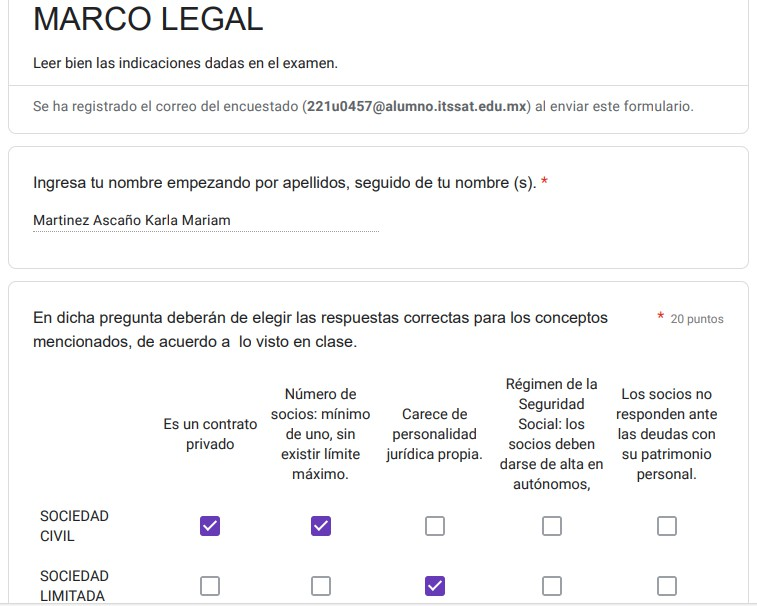 MARCO LEGAL
Leer bien las indicaciones dadas en el examen.
Se ha registrado el correo del encuestado (221u0457@alumno.itssat.edu.mx) al enviar este formulario.
Ingresa tu nombre empezando por apellidos, seguido de tu nombre (s). *
Martinez Ascaño Karla Mariam
En dicha pregunta deberán de elegir las respuestas correctas para los conceptos
mencionados, de acuerdo a  lo visto en clase.
* 20 puntos
Es un contrato
privado
Número de
socios: mínimo
de uno, sin
existir límite
máximo.
Carece de
personalidad
jurídica propia.
Régimen de la
Seguridad
Social: los
socios deben
darse de alta en
autónomos,
Los socios no
responden ante
las deudas con
su patrimonio
personal.
SOCIEDAD
CIVIL
SOCIEDAD
LIMITADA